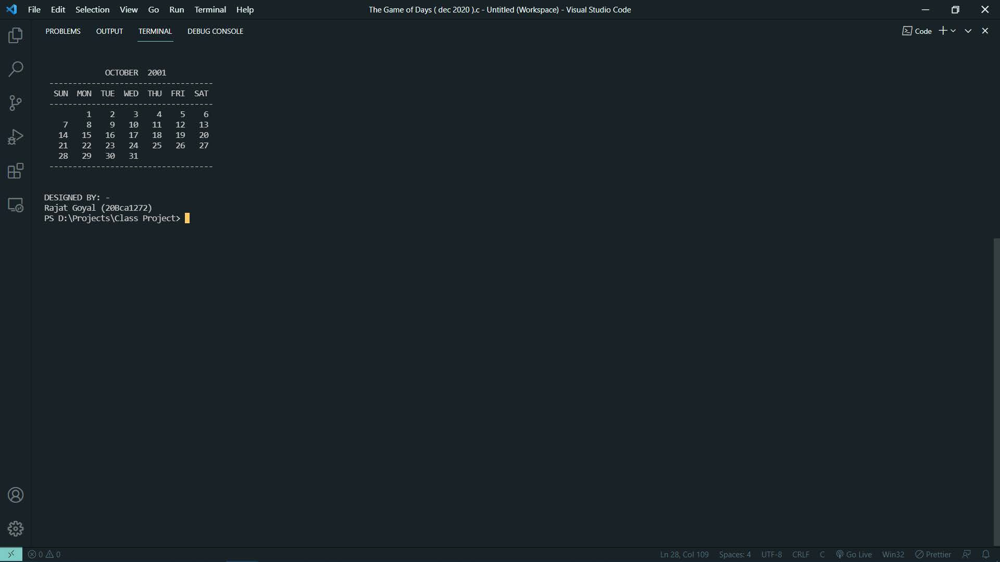 File Edit Selection View Go Run Terminal Help
The Game of Days ( dec 2020 ).c - Untitled (Workspace) - Visual Studio Code
PROBLEMS OUTPUT TERMINAL DEBUG CONSOLE
Code
OCTOBER 2001
-----------------------------------
SUN MON TUE WED THU FRI SAT
-----------------------------------
1 2 3 4 5 6
7 8 9 10 11 12 13
14 15 16 17 18 19 20
21 22 23 24 25 26 27
28 29 30 31
-----------------------------------
DESIGNED BY: -
Rajat Goyal (20Bca1272)
PS D:\Projects\Class Project>
0 0
Ln 28, Col 109 Spaces: 4 UTF-8 CRLF C Go Live Win32 Prettier